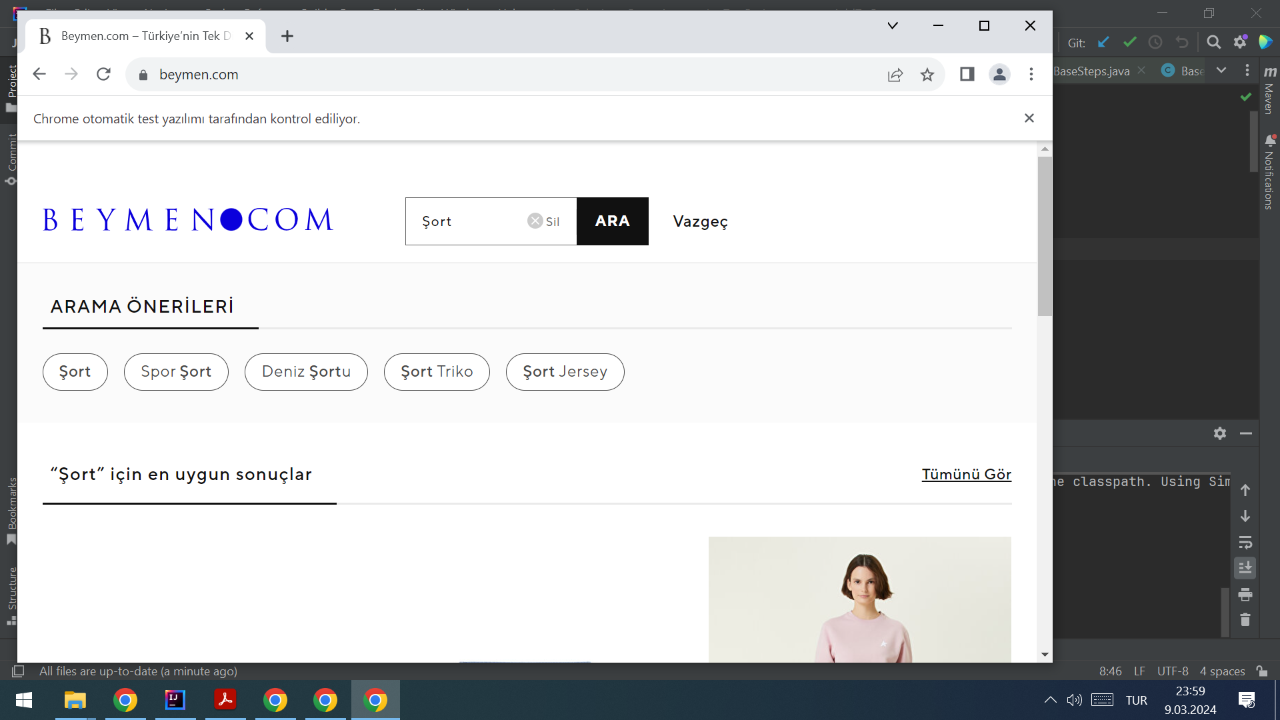 Beymen.com – Türkiye'nin Tek D
beymen.com
Chrome otomatik test yazılımı tarafından kontrol ediliyor.
BEYMEN COM
Şort
Sil
ARA
Vazgeç
ARAMA ÖNERİLERİ
Şort
Spor Şort
Deniz Şortu
Şort Triko
Şort Jersey
“Şort” için en uygun sonuçlar
Tümünü Gör
Git:
BaseSteps.java
Base
Maven
Notifications
Project
Commit
Bookmarks
Structure
he classpath. Using Sim
All files are up-to-date (a minute ago)
8:46 LF UTF-8 4 spaces
TUR
23:59
9.03.2024